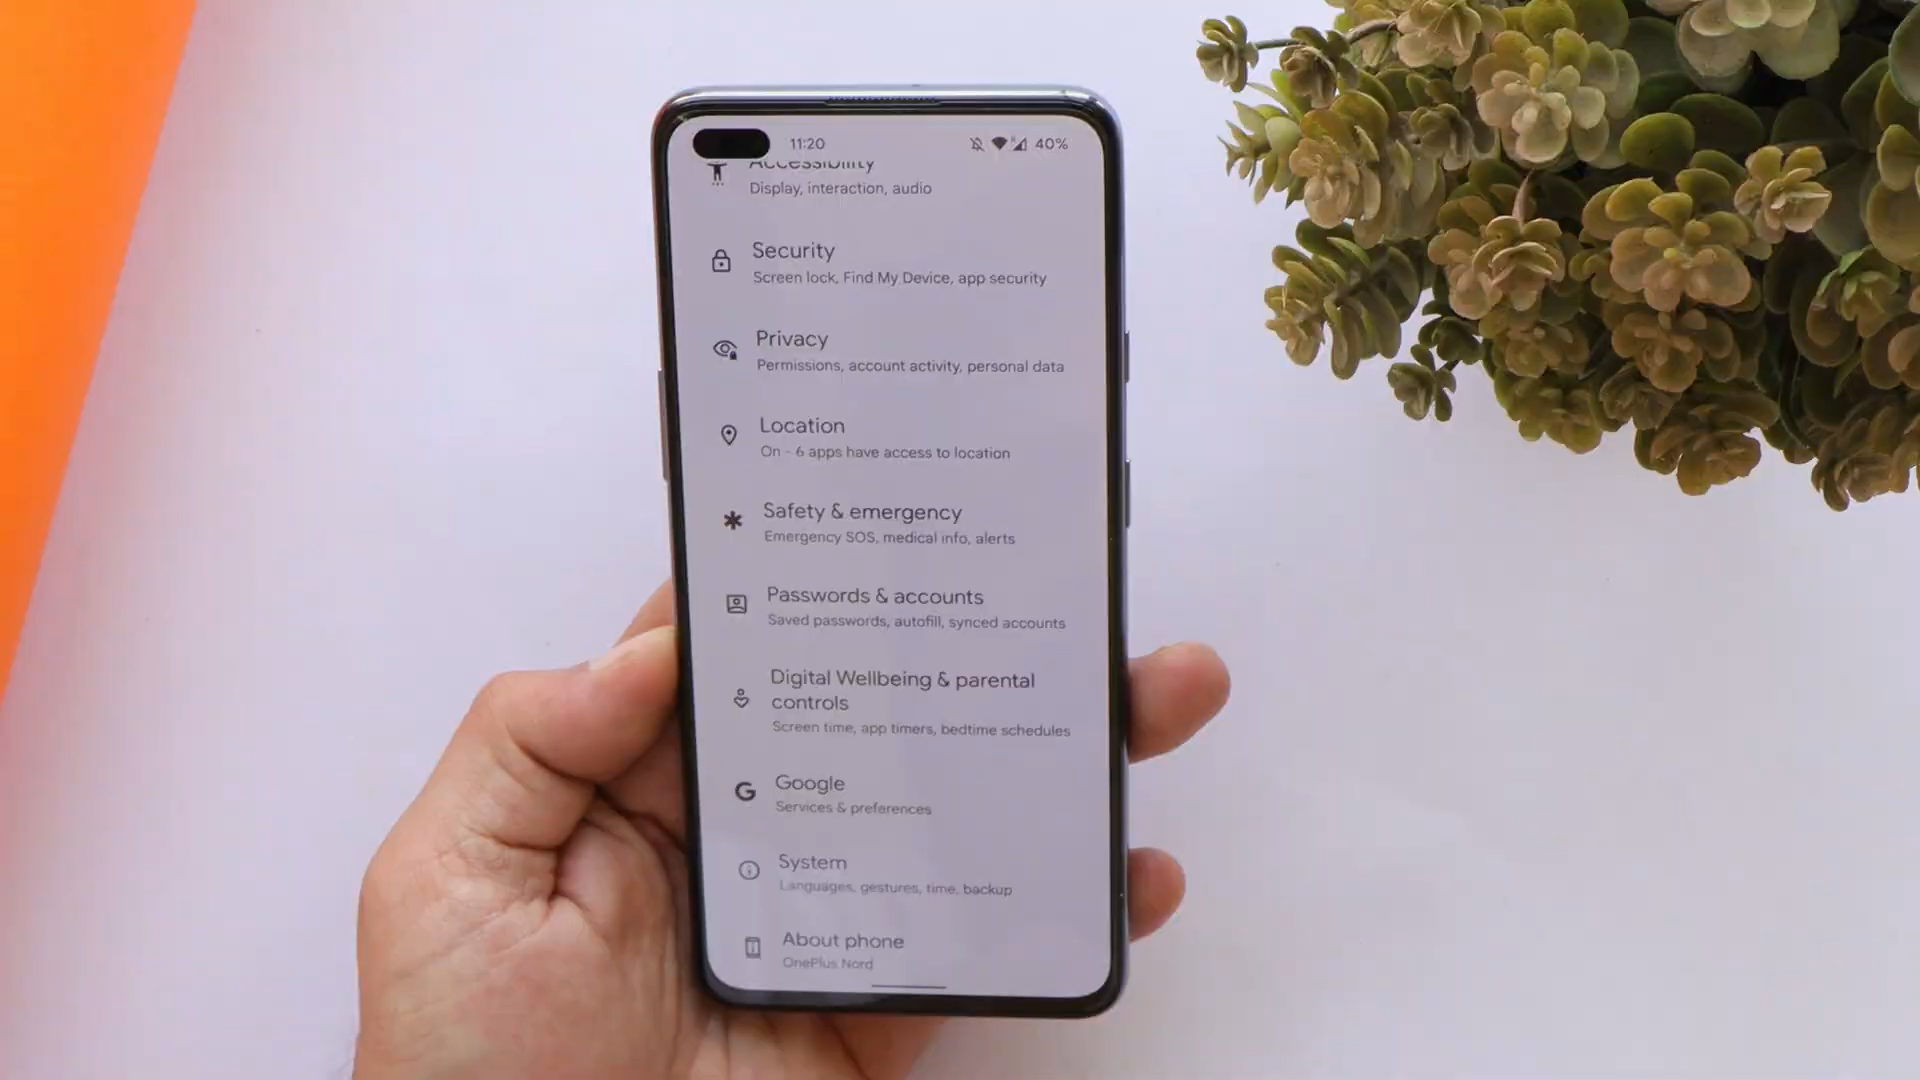 11:20 40%
Accessibility
Display, interaction, audio
Security
Screen lock, Find My Device, app security
Privacy
Permissions, account activity, personal data
Location
On - 6 apps have access to location
Safety & emergency
Emergency SOS, medical info, alerts
Passwords & accounts
Saved passwords, autofill, synced accounts
Digital Wellbeing & parental
controls
Screen time, app timers, bedtime schedules
G Google
Services & preferences
System
Languages, gestures, time, backup
About phone
OnePlus Nord